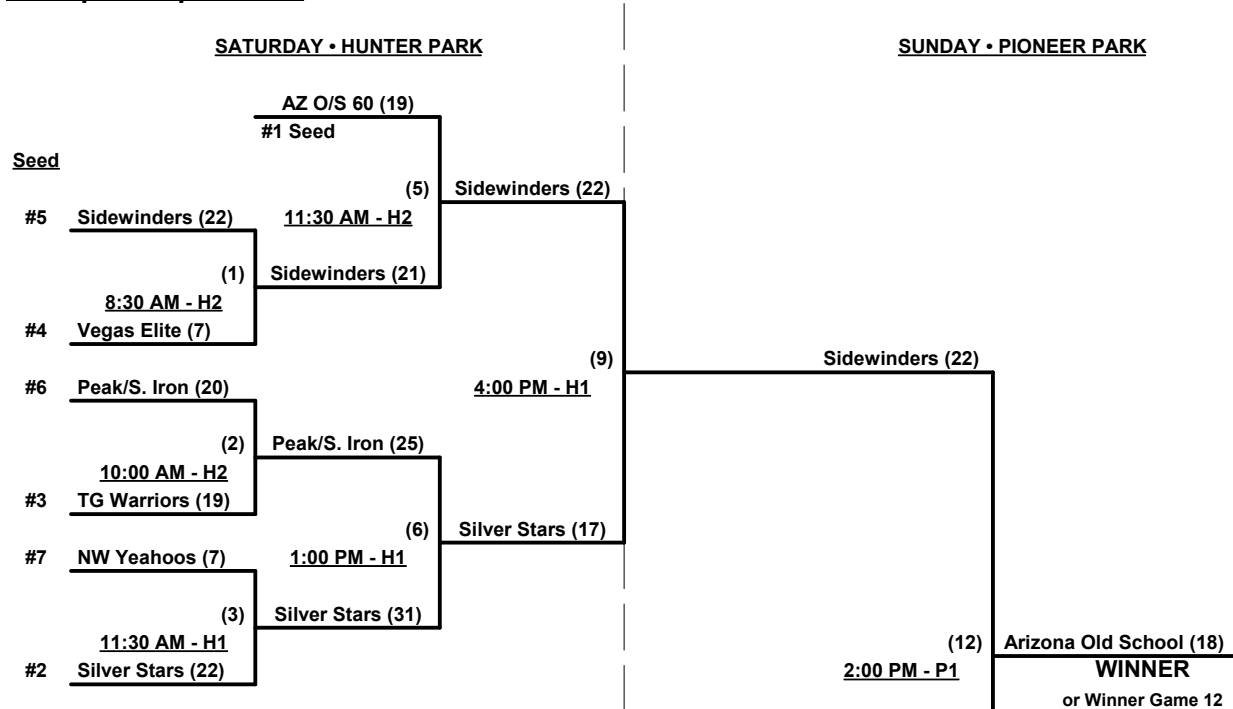 SATURDAY • HUNTER PARK
SUNDAY • PIONEER PARK
AZ O/S 60 (19)
#1 Seed
Seed
(5)
Sidewinders (22)
11:30 AM - H2
#5
Sidewinders (22)
(1)
Sidewinders (21)
8:30 AM - H2
#4
Vegas Elite (7)
(9)
Sidewinders (22)
4:00 PM - H1
#6
Peak/S. Iron (20)
(2)
Peak/S. Iron (25)
10:00 AM - H2
#3
TG Warriors (19)
(6)
Silver Stars (17)
1:00 PM - H1
#7
NW Yeahoos (7)
(3)
Silver Stars (31)
11:30 AM - H1
#2
Silver Stars (22)
(12)
Arizona Old School (18)
2:00 PM - P1
WINNER
or Winner Game 12